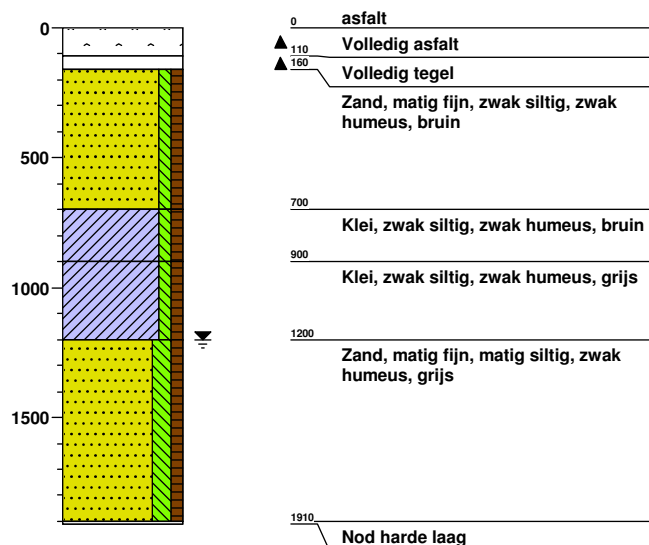 0
500
1000
1500
0
asfalt
110
Volledig asfalt
160
Volledig tegel
Zand, matig fijn, zwak siltig, zwak
humeus, bruin
700
Klei, zwak siltig, zwak humeus, bruin
900
Klei, zwak siltig, zwak humeus, grijs
1200
Zand, matig fijn, matig siltig, zwak
humeus, grijs
1910
Nod harde laag